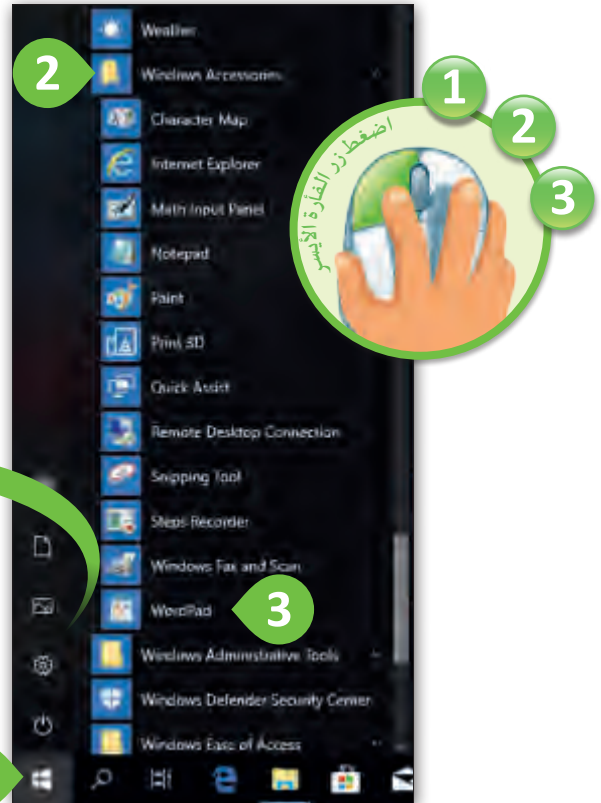 Weather
2
Windows Accessories
Character Map
Internet Explorer
Math Input Panel
Notepad
Paint
Print 3D
Quick Assist
Remote Desktop Connection
Snipping Tool
Steps Recorder
Windows Fax and Scan
WordPad
3
Windows Administrative Tools
Windows Defender Security Center
Windows Ease of Access
1
2
3
اضغط زر الفأرة الأيسر